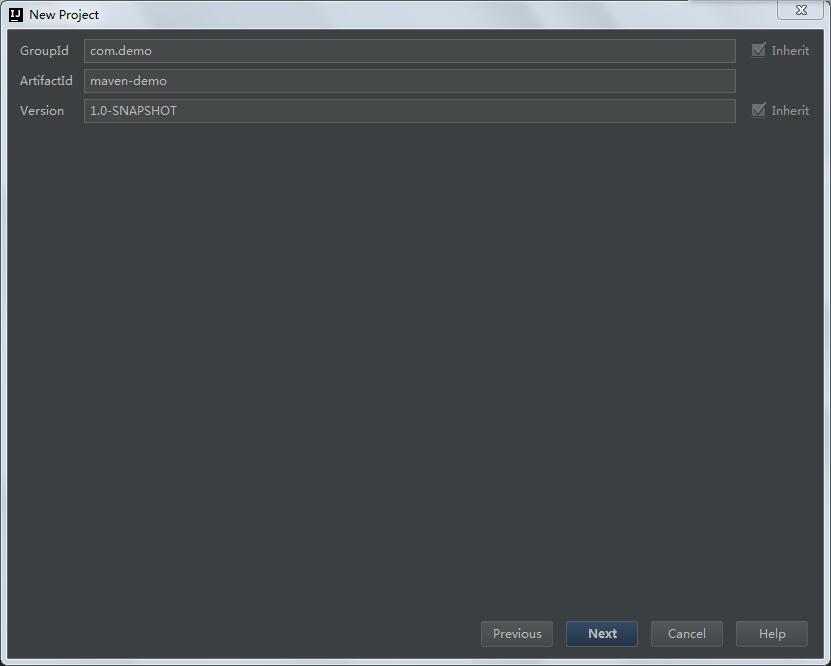 IJ New Project
GroupId com.demo Inherit
ArtifactId maven-demo
Version 1.0-SNAPSHOT Inherit
Previous Next Cancel Help